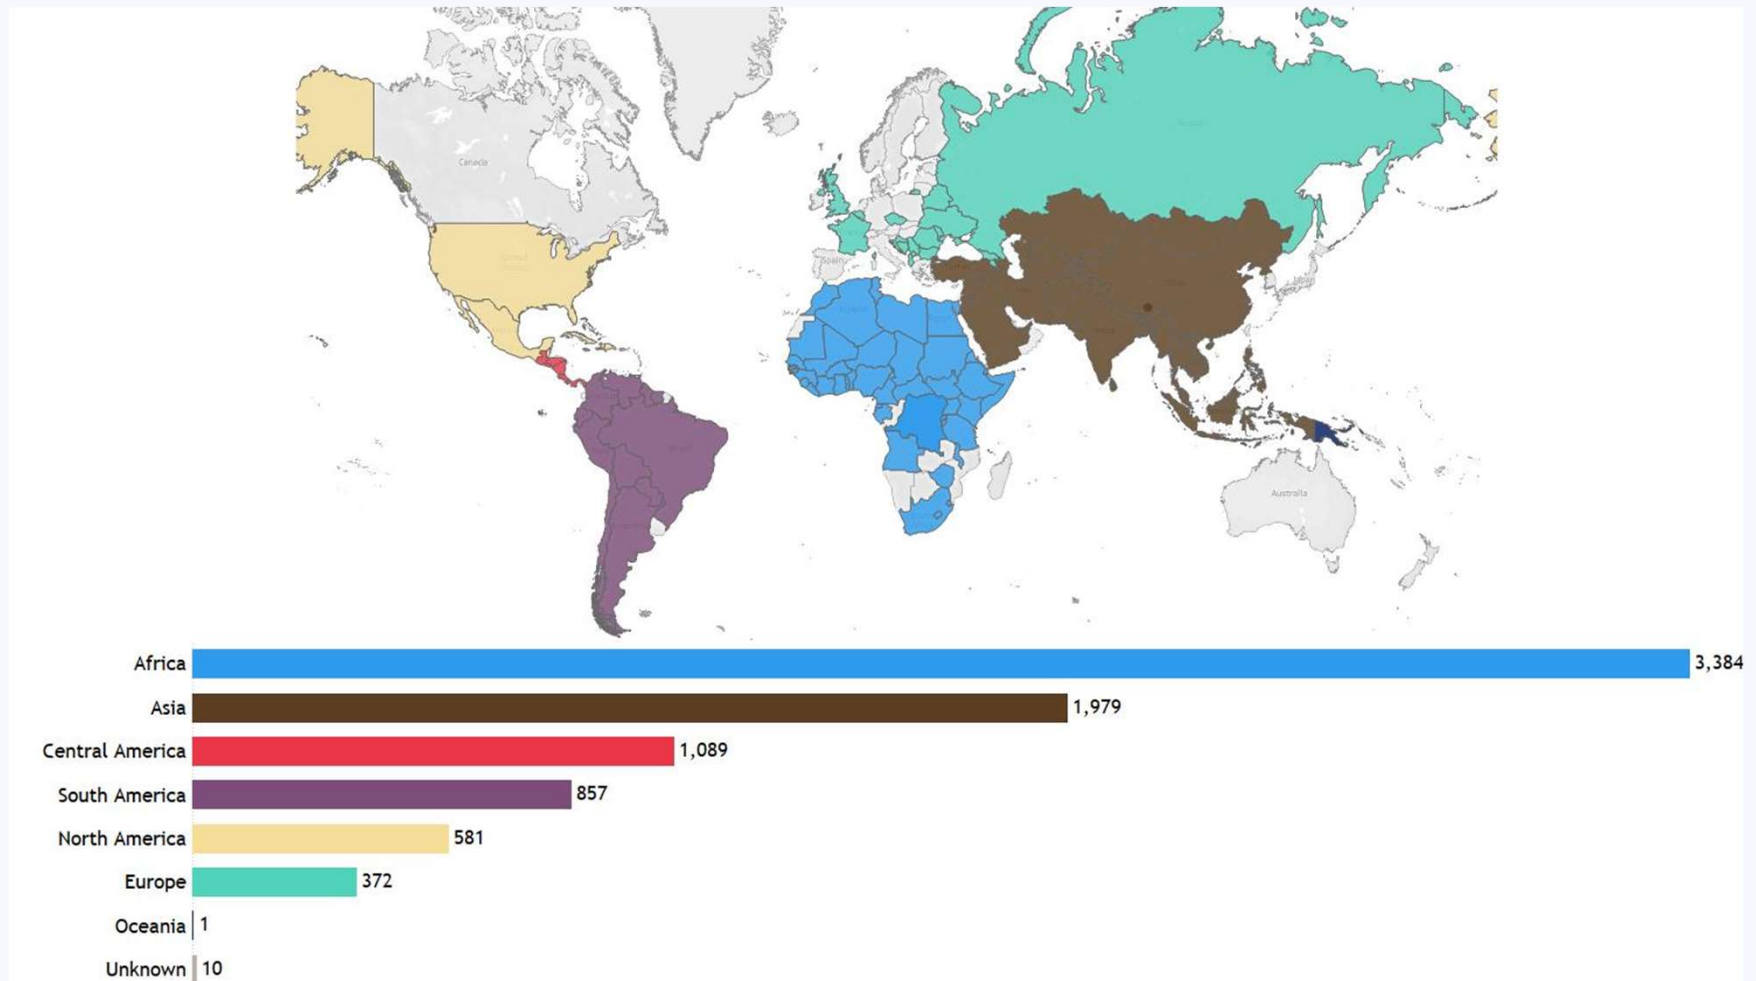 Canada
Spain
Australia
Africa 3,384
Asia 1,979
Central America 1,089
South America 857
North America 581
Europe 372
Oceania 1
Unknown 10